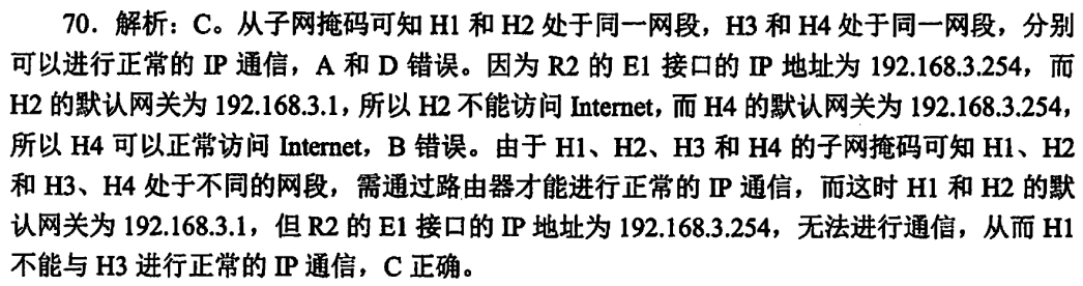 70．解析：C。从子网掩码可知 H1 和 H2 处于同一网段，H3 和 H4 处于同一网段，分别
可以进行正常的 IP 通信，A 和 D 错误。因为 R2 的 E1 接口的 IP 地址为 192.168.3.254，而
H2 的默认网关为 192.168.3.1，所以 H2 不能访问 Internet，而 H4 的默认网关为 192.168.3.254，
所以 H4 可以正常访问 Internet，B 错误。由于 H1、H2、H3 和 H4 的子网掩码可知 H1、H2
和 H3、H4 处于不同的网段，需通过路由器才能进行正常的 IP 通信，而这时 H1 和 H2 的默
认网关为 192.168.3.1，但 R2 的 E1 接口的 IP 地址为 192.168.3.254，无法进行通信，从而 H1
不能与 H3 进行正常的 IP 通信，C 正确。